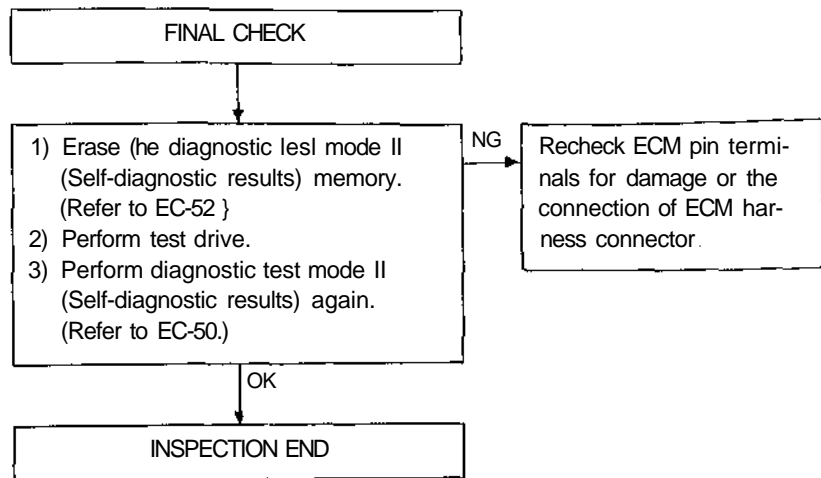 FINAL CHECK
1) Erase (he diagnostic lesl mode II
(Self-diagnostic results) memory.
(Refer to EC-52 }
2) Perform test drive.
3) Perform diagnostic test mode II
(Self-diagnostic results) again.
(Refer to EC-50.)
NG
Recheck ECM pin termi-
nals for damage or the
connection of ECM har-
ness connector.
OK
INSPECTION END